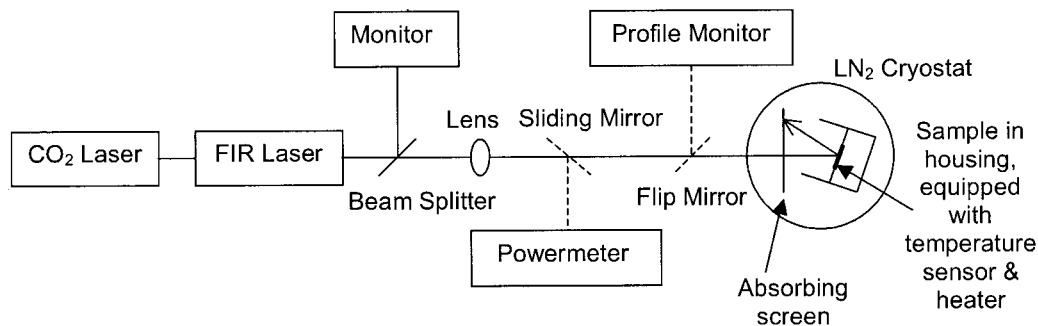 Monitor
Profile Monitor
LN₂ Cryostat
Lens
Sliding Mirror
CO₂ Laser
FIR Laser
Beam Splitter
Flip Mirror
Powermeter
Sample in
housing,
equipped
with
temperature
sensor &
heater
Absorbing
screen